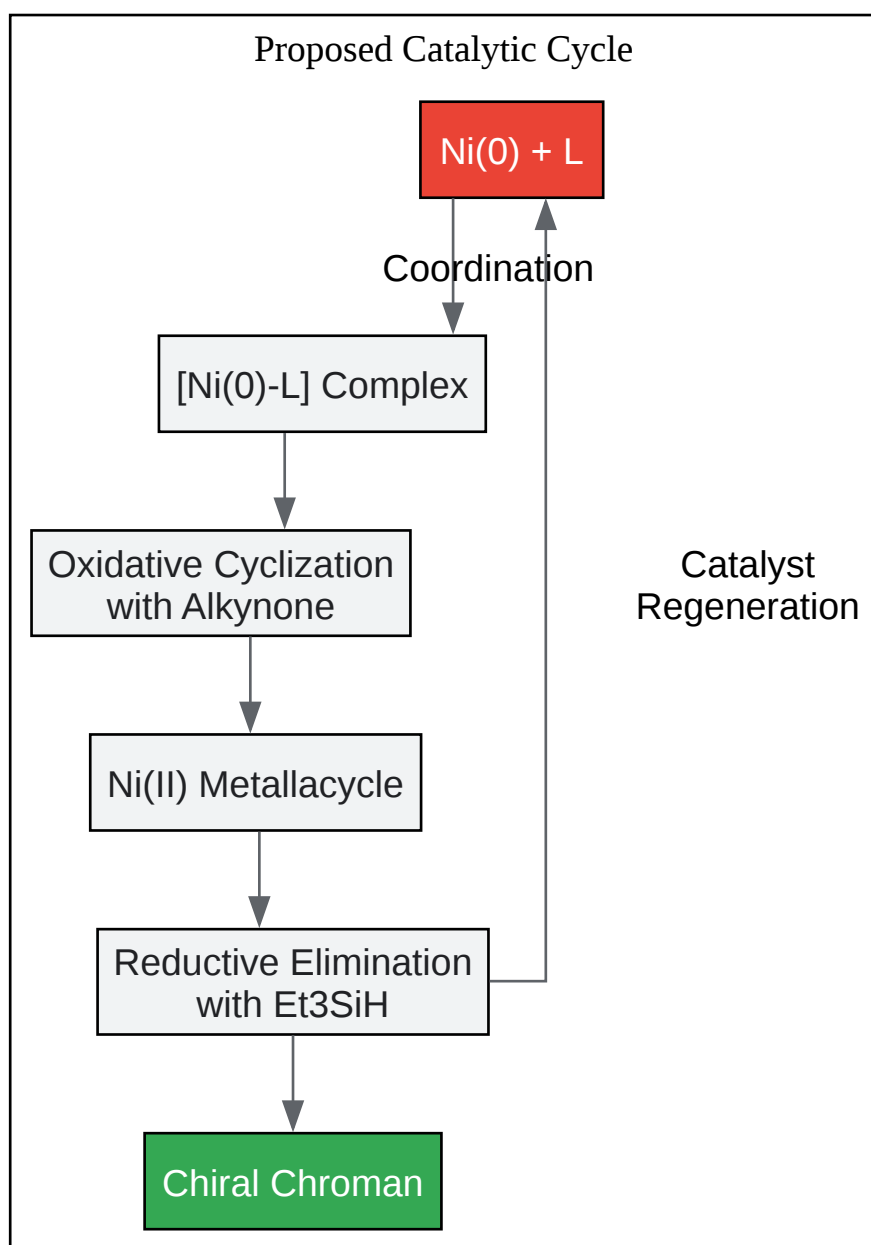 Proposed Catalytic Cycle
Ni(0) + L
Coordination
[Ni(0)-L] Complex
Oxidative Cyclization
with Alkynone
Catalyst
Regeneration
Ni(II) Metallacycle
Reductive Elimination
with Et3SiH
Chiral Chroman